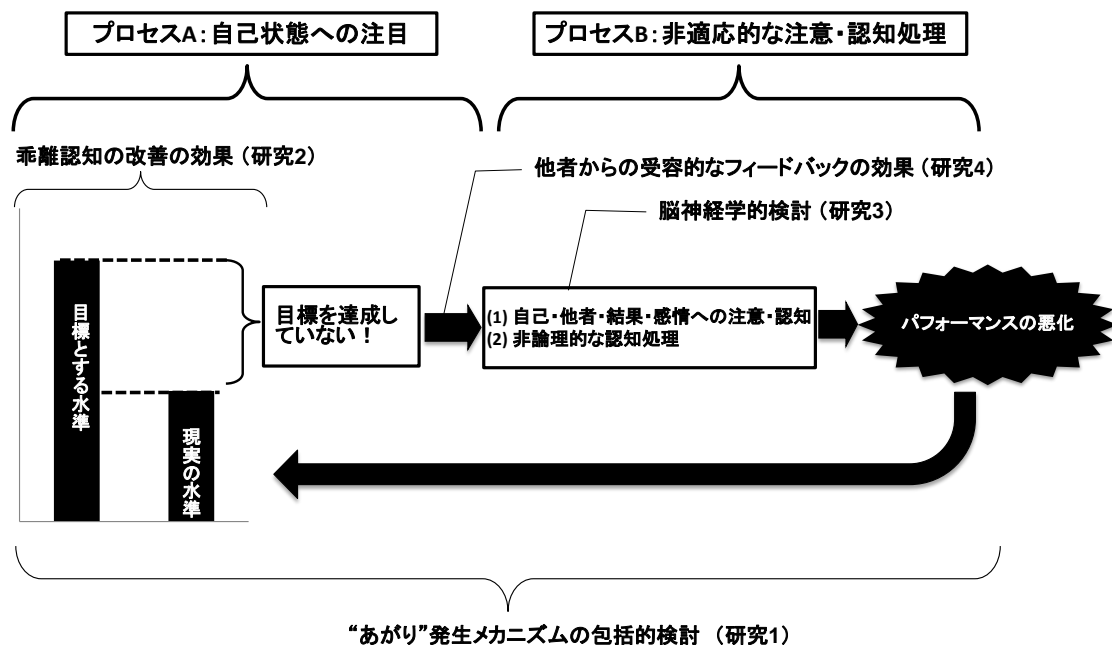 プロセスA：自己状態への注目
プロセスB：非適応的な注意・認知処理
乖離認知の改善の効果（研究2）
他者からの受容的なフィードバックの効果（研究4）
脳神経学的検討（研究3）
目標とする水準
現実の水準
目標を達成し
ていない！
(1) 自己・他者・結果・感情への注意・認知
(2) 非論理的な認知処理
パフォーマンスの悪化
“あがり”発生メカニズムの包括的検討　（研究1）